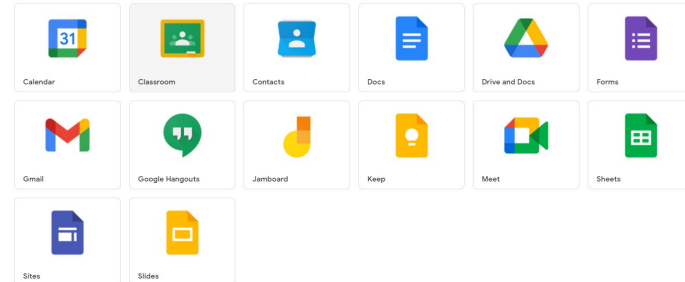 31
Calendar
Classroom
Contacts
Docs
Drive and Docs
Forms
Gmail
Google Hangouts
Jamboard
Keep
Meet
Sheets
Sites
Slides